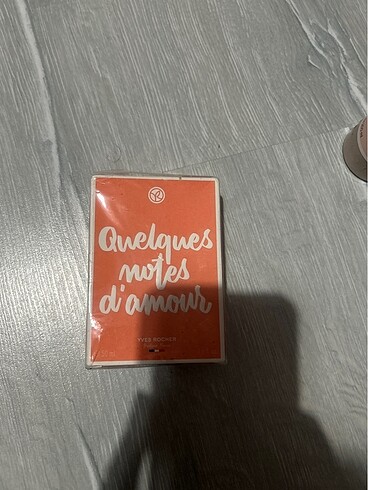 Quelques
notes
d'amour
YVES ROCHER